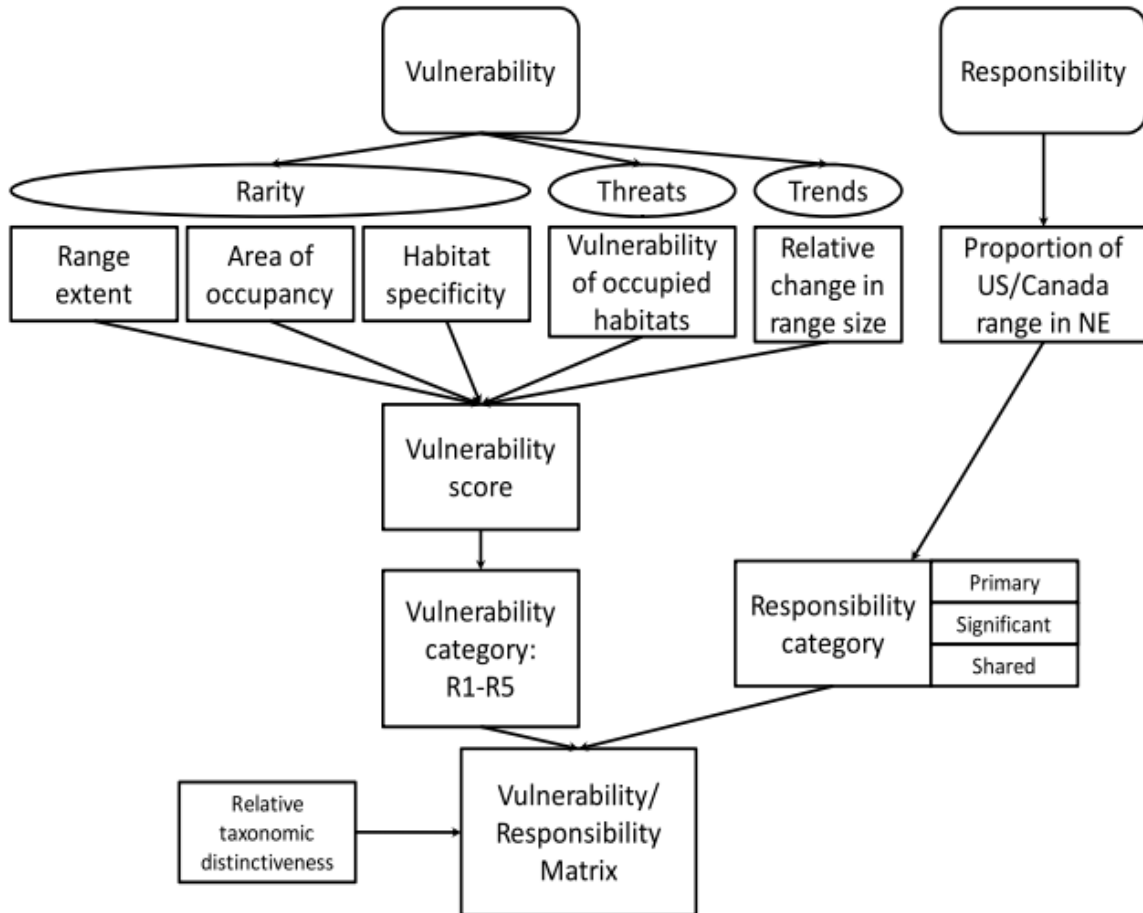 Vulnerability
Responsibility
Rarity
Threats
Trends
Range
extent
Area of
occupancy
Habitat
specificity
Vulnerability
of occupied
habitats
Relative
change in
range size
Proportion of
US/Canada
range in NE
Vulnerability
score
Vulnerability
category:
R1-R5
Responsibility
category
Primary
Significant
Shared
Relative
taxonomic
distinctiveness
Vulnerability/
Responsibility
Matrix